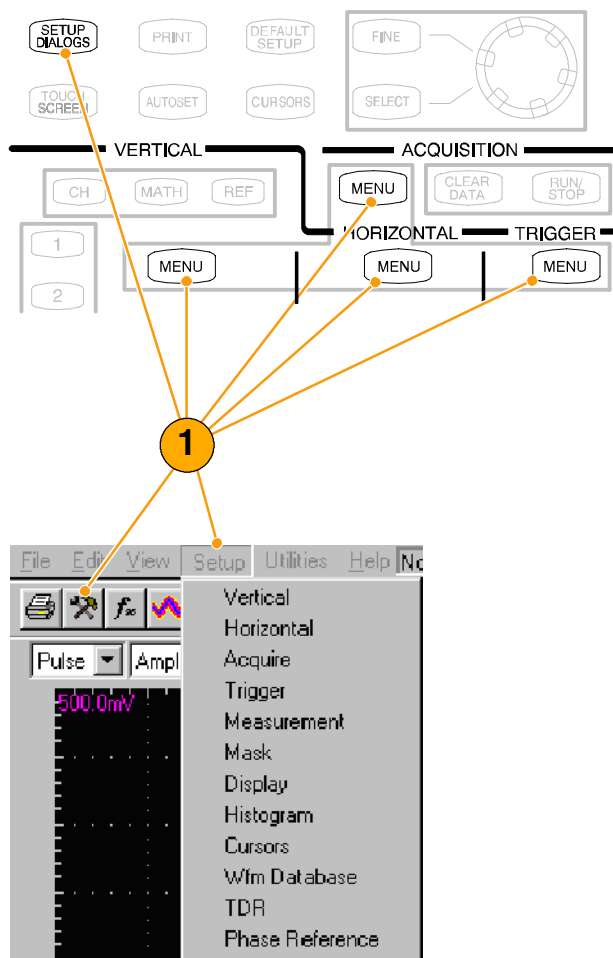 SETUP
DIALOGS
PRINT
DEFAULT
SETUP
FINE
TOUCH
SCREEN
AUTOSET
CURSORS
SELECT
VERTICAL
ACQUISITION
CH
MATH
REF
MENU
CLEAR
DATA
RUN/
STOP
HORIZONTAL
TRIGGER
1
MENU
MENU
MENU
2
1
File Edit View Setup Utilities Help
Pulse Ampl
500.0mV
Vertical
Horizontal
Acquire
Trigger
Measurement
Mask
Display
Histogram
Cursors
Wfm Database
TDR
Phase Reference